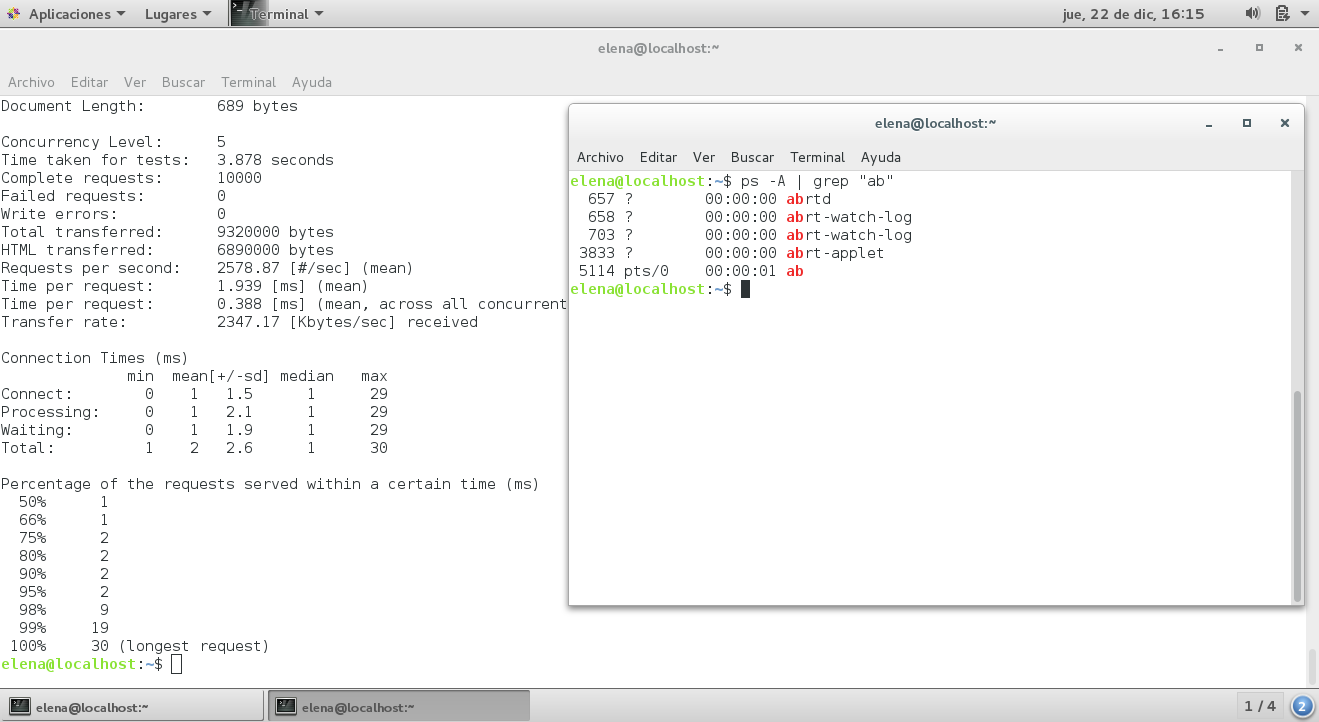 Aplicaciones Lugares Terminal jue, 22 de dic, 16:15
elena@localhost:~
Archivo Editar Ver Buscar Terminal Ayuda
Document Length:        689 bytes
Concurrency Level:      5
Time taken for tests:   3.878 seconds
Complete requests:      10000
Failed requests:        0
Write errors:           0
Total transferred:      9320000 bytes
HTML transferred:       6890000 bytes
Requests per second:    2578.87 [#/sec] (mean)
Time per request:       1.939 [ms] (mean)
Time per request:       0.388 [ms] (mean, across all concurrent
Transfer rate:          2347.17 [Kbytes/sec] received
Connection Times (ms)
              min  mean[+/-sd] median   max
Connect:        0    1   1.5      1      29
Processing:     0    1   2.1      1      29
Waiting:        0    1   1.9      1      29
Total:          1    2   2.6      1      30
Percentage of the requests served within a certain time (ms)
  50%      1
  66%      1
  75%      2
  80%      2
  90%      2
  95%      2
  98%      9
  99%     19
 100%     30 (longest request)
elena@localhost:~$
elena@localhost:~
Archivo Editar Ver Buscar Terminal Ayuda
elena@localhost:~$ ps -A | grep "ab"
  657 ?        00:00:00 abrtd
  658 ?        00:00:00 abrt-watch-log
  703 ?        00:00:00 abrt-watch-log
 3833 ?        00:00:00 abrt-applet
 5114 pts/0    00:00:01 ab
elena@localhost:~$
elena@localhost:~ elena@localhost:~ 1 / 4 2